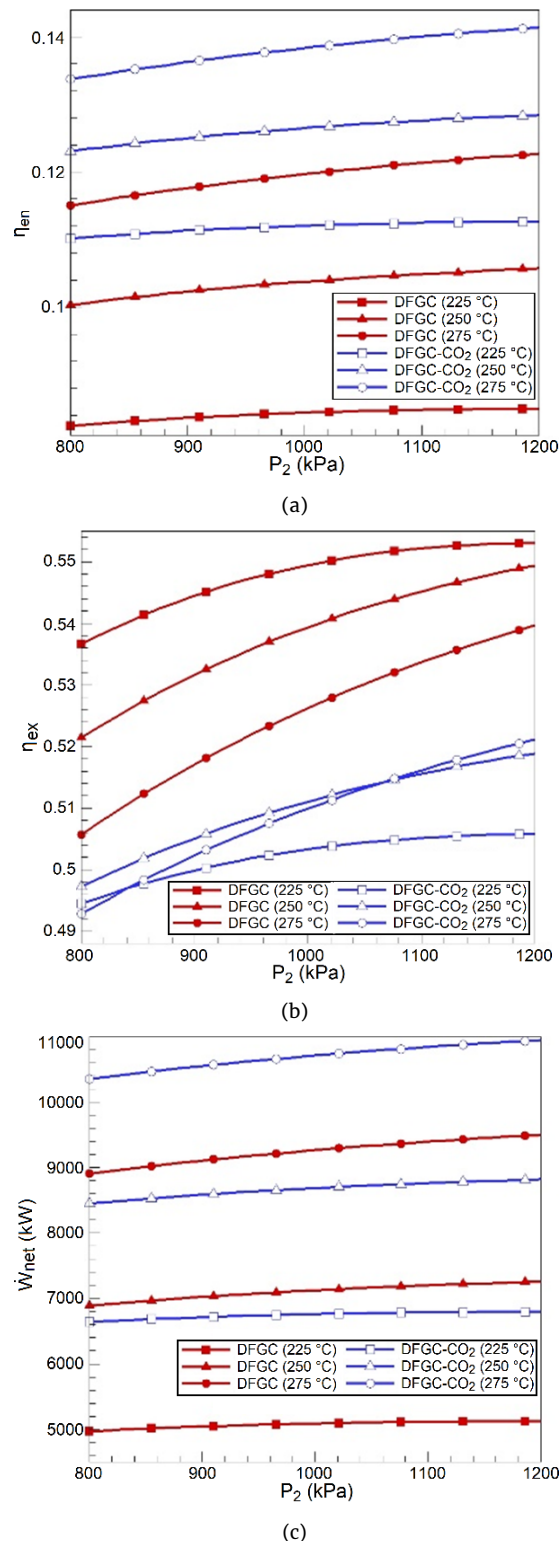 0.14
0.12
0.1
η_en
DFGC (225 °C)
DFGC (250 °C)
DFGC (275 °C)
DFGC-CO₂ (225 °C)
DFGC-CO₂ (250 °C)
DFGC-CO₂ (275 °C)
800 900 1000 1100 1200
P₂ (kPa)
(a)
0.55
0.54
0.53
0.52
0.51
0.5
0.49
η_ex
DFGC (225 °C) DFGC-CO₂ (225 °C)
DFGC (250 °C) DFGC-CO₂ (250 °C)
DFGC (275 °C) DFGC-CO₂ (275 °C)
800 900 1000 1100 1200
P₂ (kPa)
(b)
11000
10000
9000
8000
7000
6000
5000
Ẇ_net (kW)
DFGC (225 °C) DFGC-CO₂ (225 °C)
DFGC (250 °C) DFGC-CO₂ (250 °C)
DFGC (275 °C) DFGC-CO₂ (275 °C)
800 900 1000 1100 1200
P₂ (kPa)
(c)